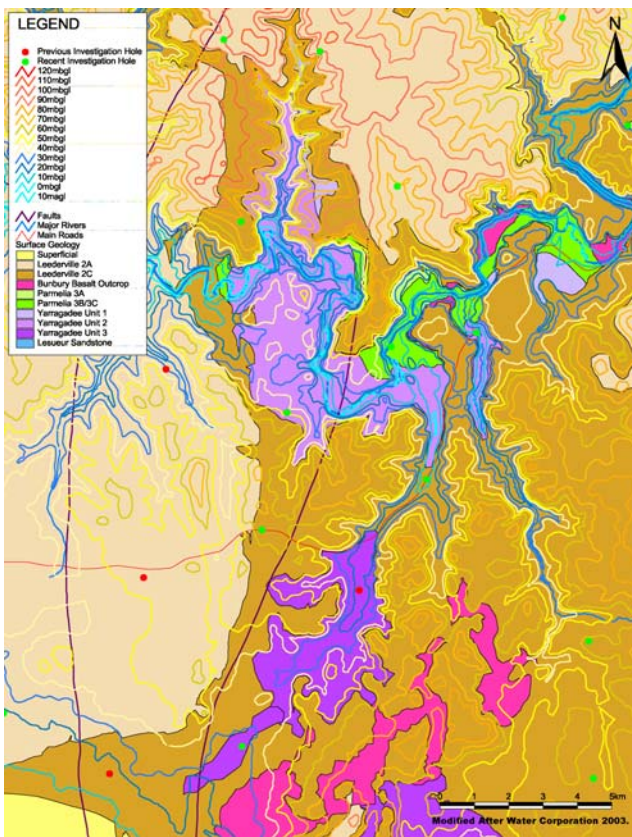 LEGEND
Previous Investigation Hole
Recent Investigation Hole
120mbgl
110mbgl
100mbgl
90mbgl
80mbgl
70mbgl
60mbgl
50mbgl
40mbgl
30mbgl
20mbgl
10mbgl
0mbgl
10magl
Faults
Major Rivers
Main Roads
Surface Geology
Superficial
Leederville 2A
Leederville 2C
Bunbury Basalt Outcrop
Parmelia 3A
Parmelia 3B/3C
Yarragadee Unit 1
Yarragadee Unit 2
Yarragadee Unit 3
Lesueur Sandstone
N
0 1 2 3 4 5km
Modified After Water Corporation 2003.